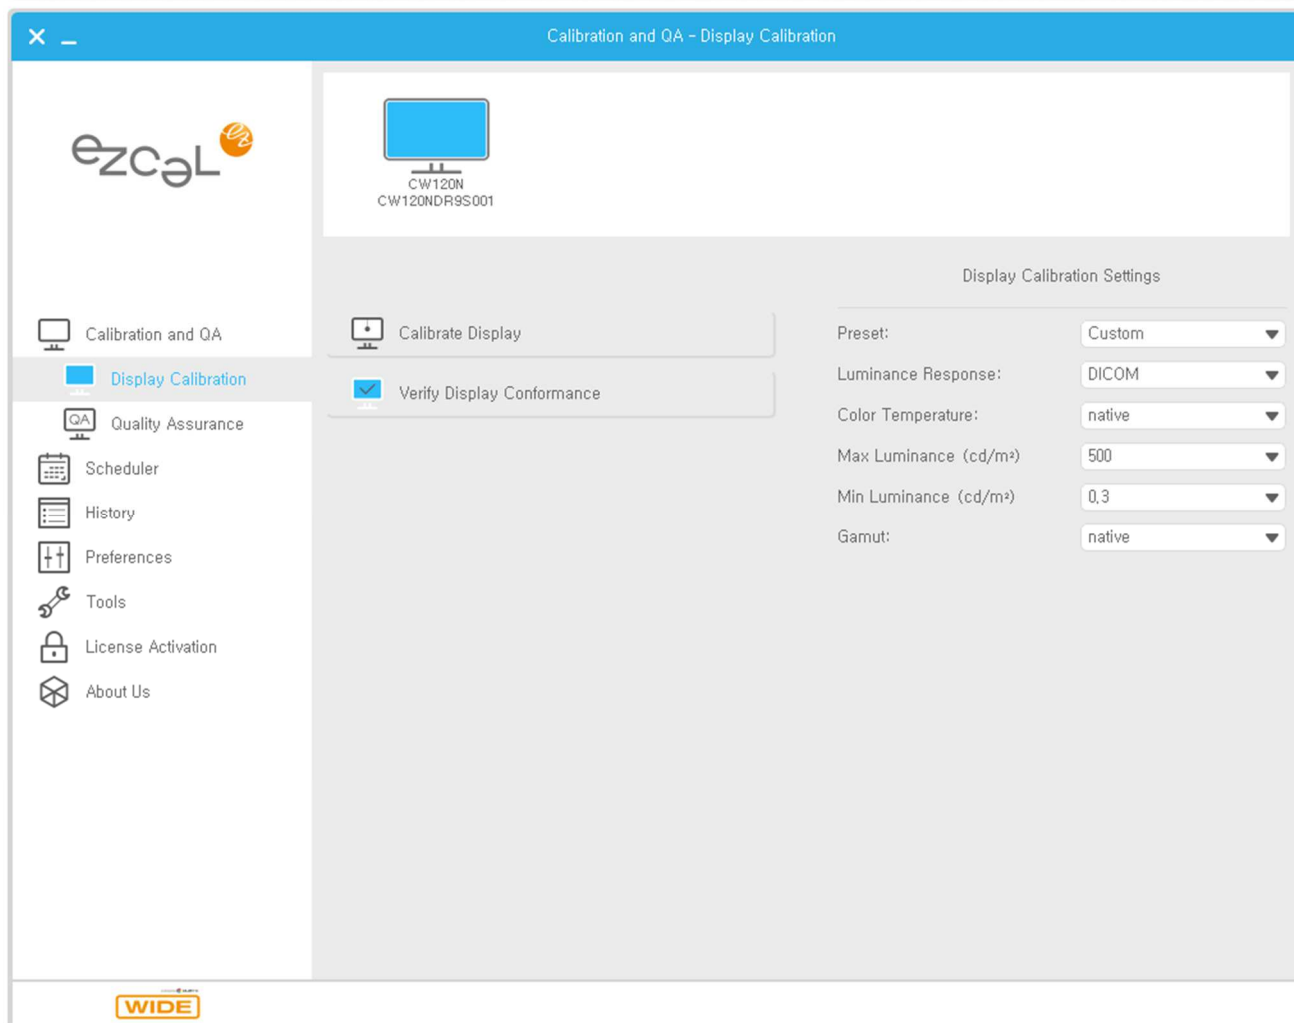 Calibration and QA - Display Calibration
ezcal ez
CW120N
CW120NDR9S001
Calibration and QA
Display Calibration
QA
Quality Assurance
Scheduler
History
Preferences
Tools
License Activation
About Us
Calibrate Display
Verify Display Conformance
Display Calibration Settings
Preset: Custom
Luminance Response: DICOM
Color Temperature: native
Max Luminance (cd/m²) 500
Min Luminance (cd/m²) 0,3
Gamut: native
WIDE